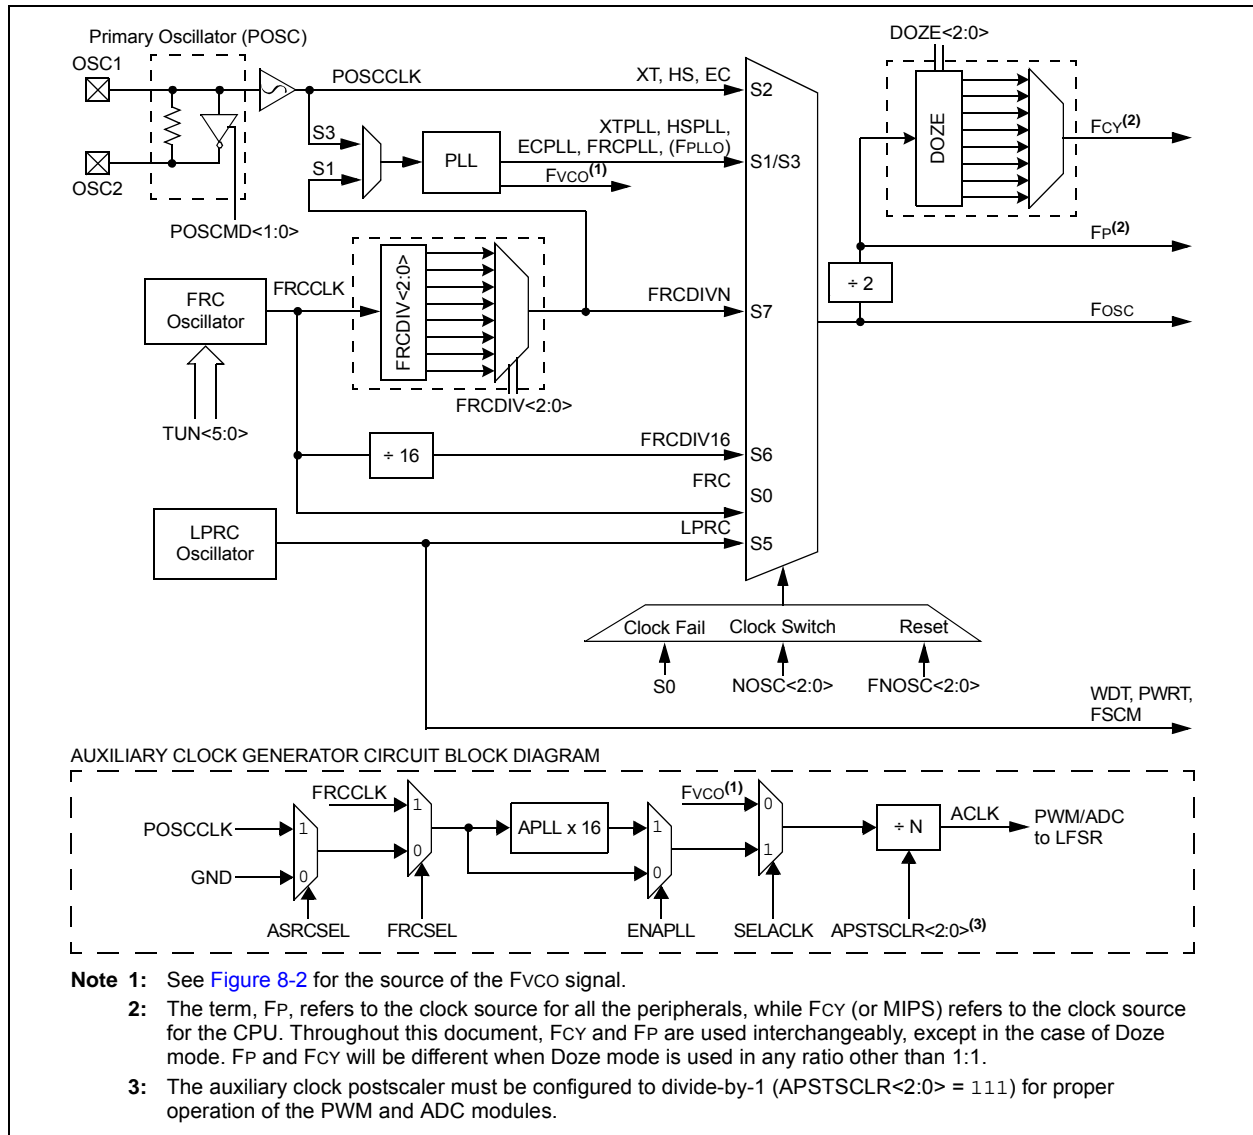 Primary Oscillator (POSC)
OSC1
OSC2
POSCMD<1:0>
POSCCLK
S3
S1
PLL
XT, HS, EC
XTPLL, HSPLL,
ECPLL, FRCPLL, (FPLLO)
FVCO(1)
S2
S1/S3
DOZE<2:0>
DOZE
FCY(2)
FP(2)
÷ 2
FOSC
FRC
Oscillator
FRCCLK
TUN<5:0>
FRCDIV<2:0>
FRCDIV<2:0>
FRCDIVN
S7
÷ 16
FRCDIV16
S6
FRC
S0
LPRC
Oscillator
LPRC
S5
Clock Fail
Clock Switch
Reset
S0
NOSC<2:0>
FNOSC<2:0>
WDT, PWRT,
FSCM
AUXILIARY CLOCK GENERATOR CIRCUIT BLOCK DIAGRAM
FRCCLK
POSCCLK
GND
1
0
1
0
APLL x 16
1
0
FVCO(1)
0
1
÷ N
ACLK
PWM/ADC
to LFSR
ASRCSEL
FRCSEL
ENAPLL
SELACLK
APSTSCLR<2:0>(3)
Note 1: See Figure 8-2 for the source of the FVCO signal.
2: The term, FP, refers to the clock source for all the peripherals, while FCY (or MIPS) refers to the clock source
for the CPU. Throughout this document, FCY and FP are used interchangeably, except in the case of Doze
mode. FP and FCY will be different when Doze mode is used in any ratio other than 1:1.
3: The auxiliary clock postscaler must be configured to divide-by-1 (APSTSCLR<2:0> = 111) for proper
operation of the PWM and ADC modules.